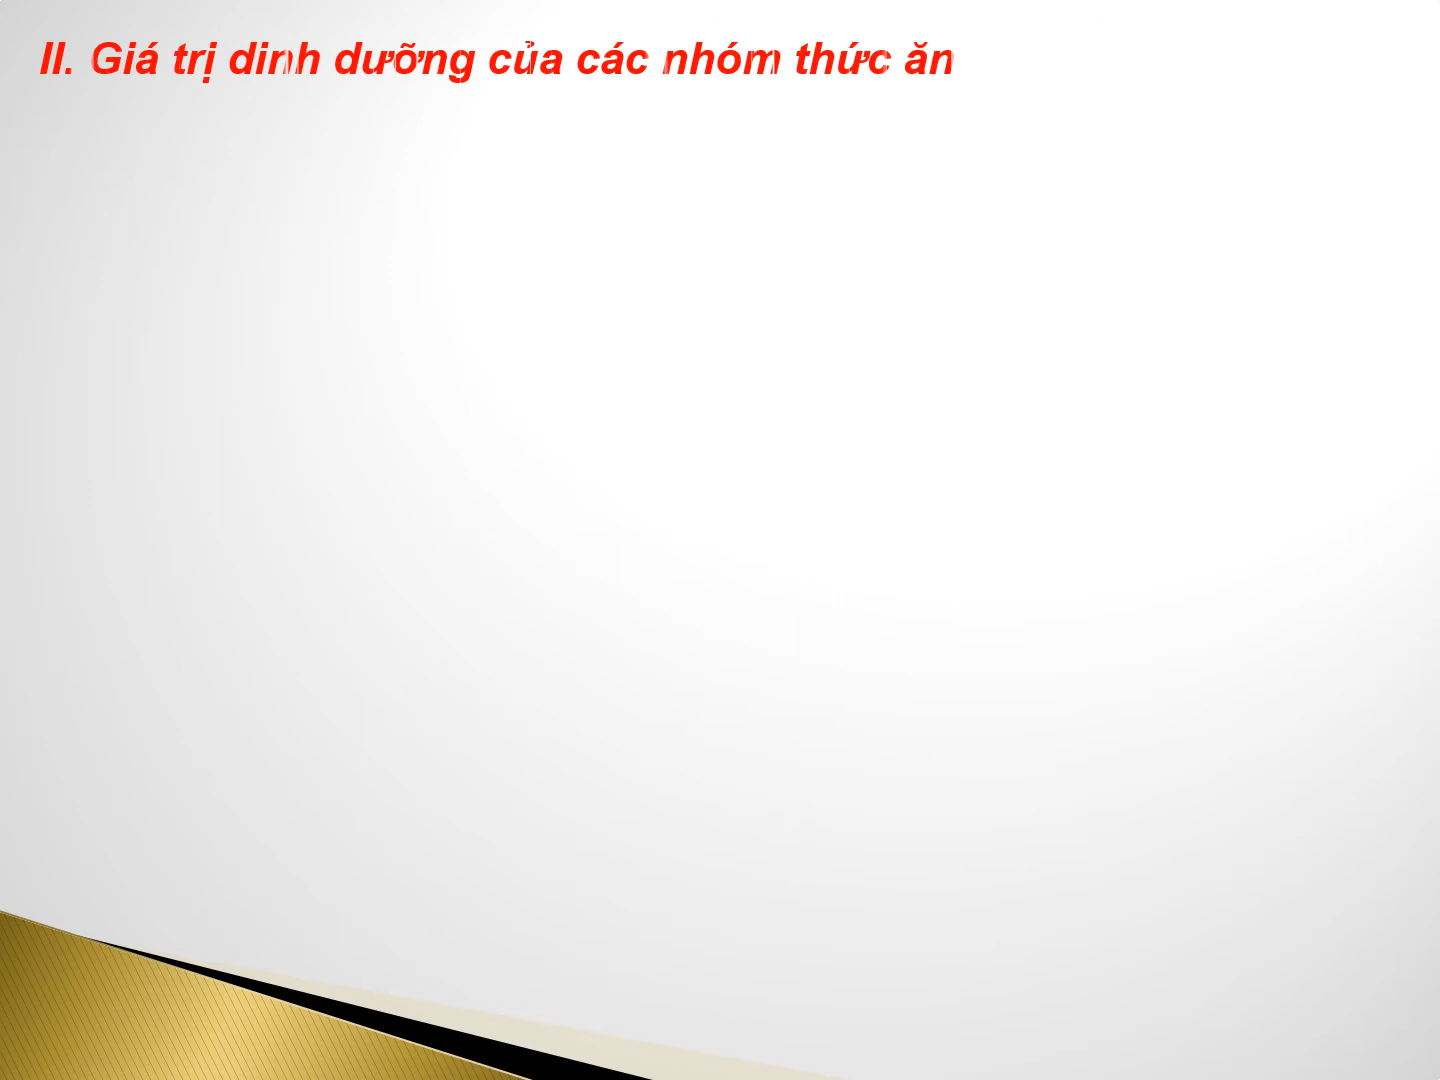 II. Giá trị dinh dưỡng của các nhóm thức ăn